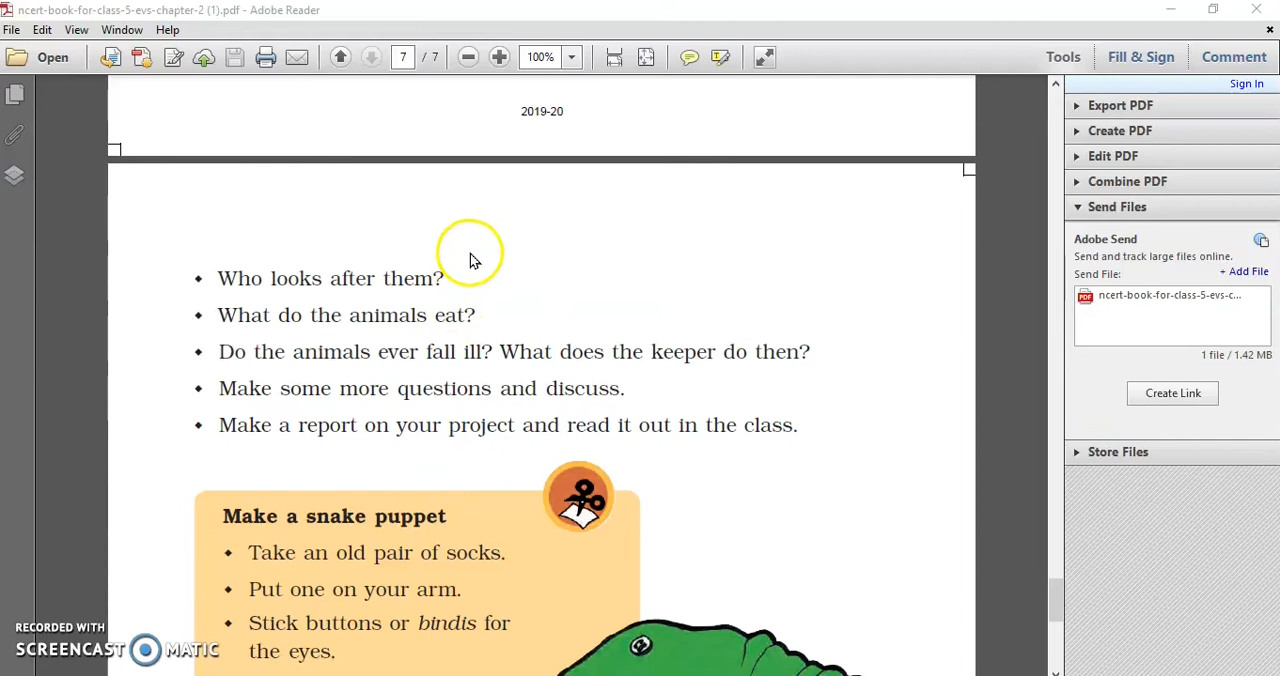 ncert-book-for-class-5-evs-chapter-2 (1).pdf - Adobe Reader
File Edit View Window Help
Open 7 / 7 100% Tools Fill & Sign Comment
Sign In
2019-20
• Who looks after them?
• What do the animals eat?
• Do the animals ever fall ill? What does the keeper do then?
• Make some more questions and discuss.
• Make a report on your project and read it out in the class.
Make a snake puppet
• Take an old pair of socks.
• Put one on your arm.
• Stick buttons or bindis for
the eyes.
Export PDF
Create PDF
Edit PDF
Combine PDF
Send Files
Adobe Send
Send and track large files online.
Send File:
+ Add File
ncert-book-for-class-5-evs-c...
1 file / 1.42 MB
Create Link
Store Files
RECORDED WITH
SCREENCAST MATIC